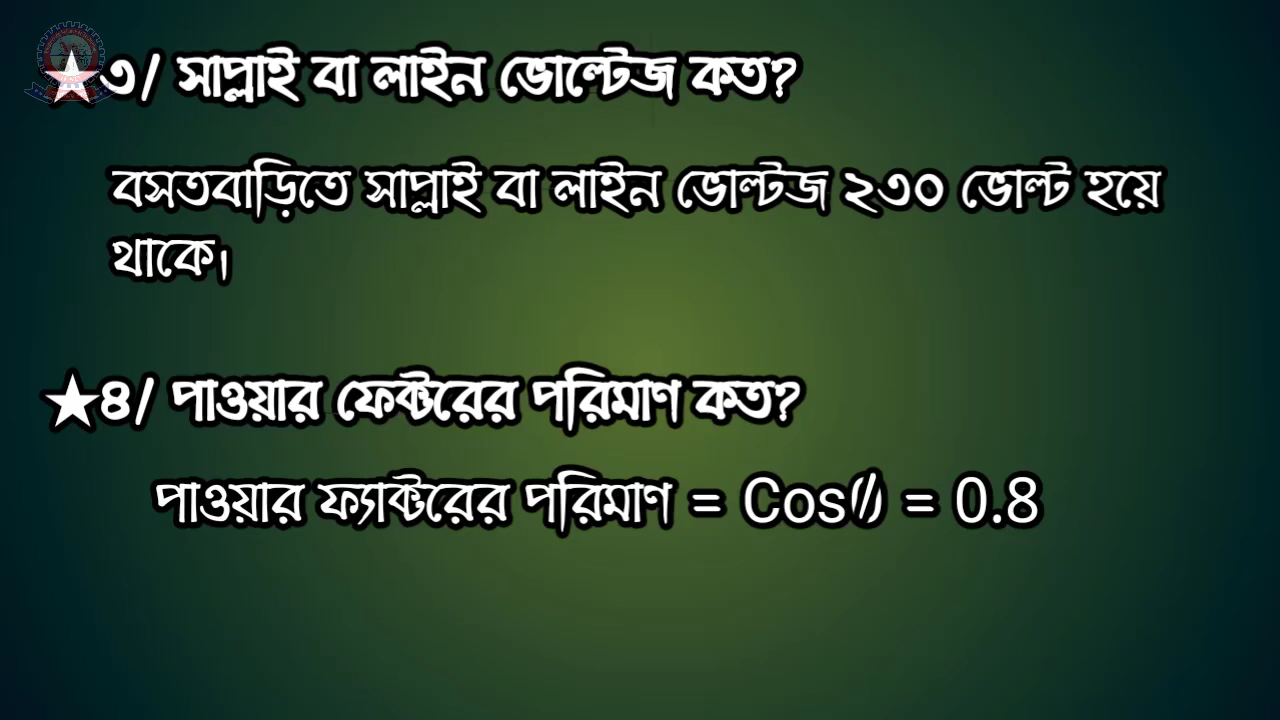 ★৩/ সাপ্লাই বা লাইন ভোল্টেজ কত?
বসতবাড়িতে সাপ্লাই বা লাইন ভোল্টজ ২৩০ ভোল্ট হয়ে
থাকে।
★৪/ পাওয়ার ফেক্টরের পরিমাণ কত?
পাওয়ার ফ্যাক্টরের পরিমাণ = Cosθ = 0.8